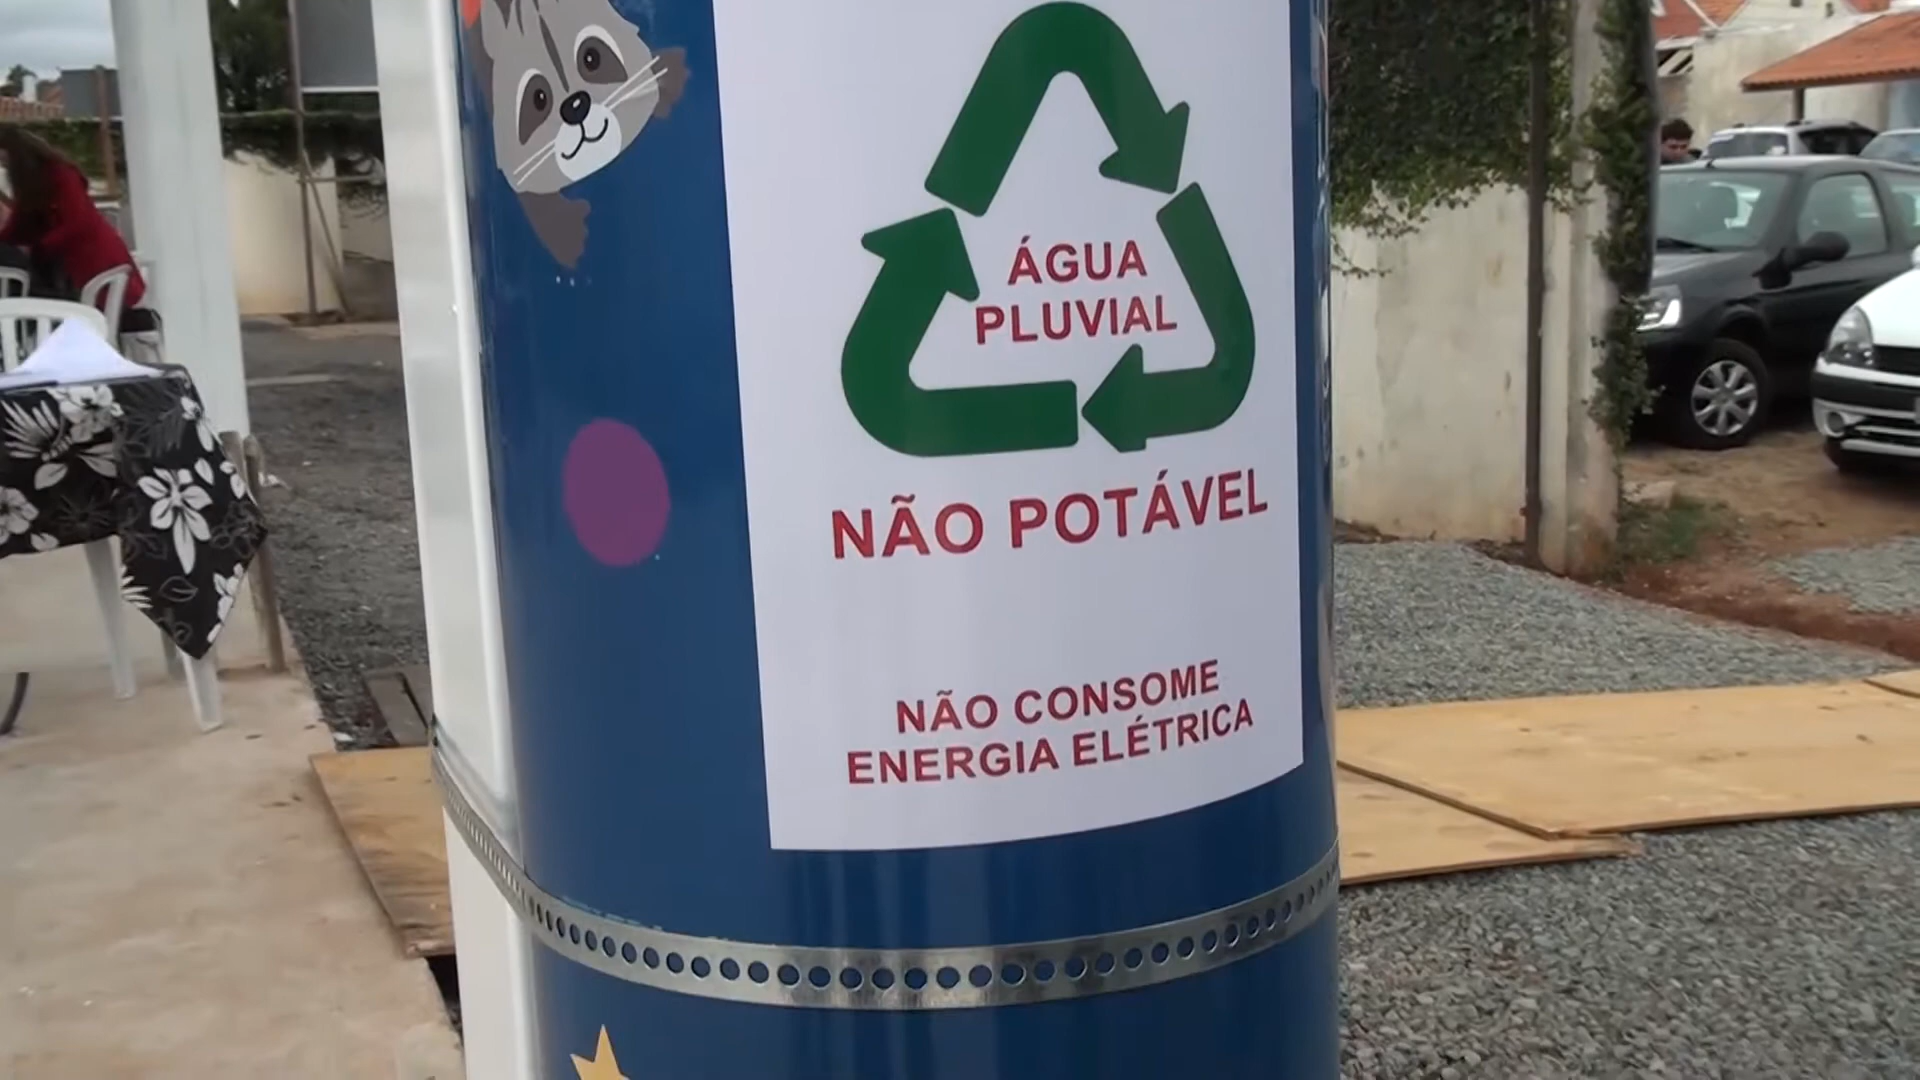 ÁGUA
PLUVIAL
NÃO POTÁVEL
NÃO CONSOME
ENERGIA ELÉTRICA